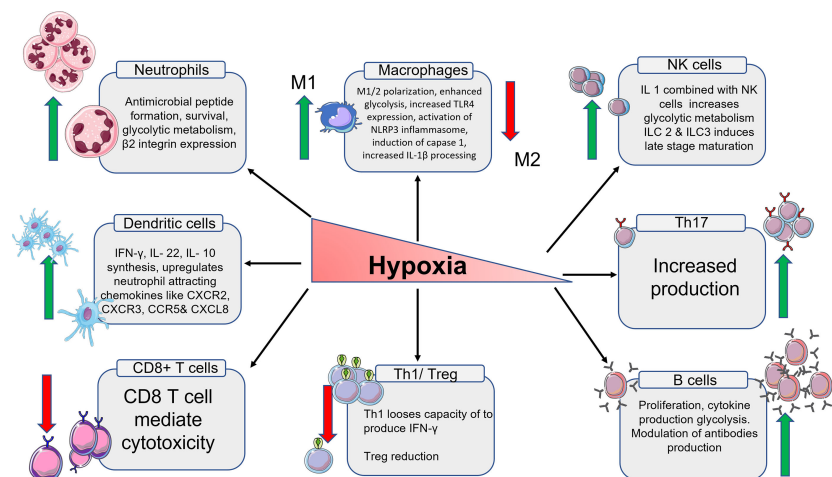 Neutrophils
Antimicrobial peptide
formation, survival,
glycolytic metabolism,
β2 integrin expression
M1
Macrophages
M1/2 polarization, enhanced
glycolysis, increased TLR4
expression, activation of
NLRP3 inflammasome,
induction of capase 1,
increased IL-1β processing
M2
NK cells
IL 1 combined with NK
cells increases
glycolytic metabolism
ILC 2 & ILC3 induces
late stage maturation
Dendritic cells
IFN-γ, IL- 22, IL- 10
synthesis, upregulates
neutrophil attracting
chemokines like CXCR2,
CXCR3, CCR5& CXCL8
Hypoxia
Th17
Increased
production
CD8+ T cells
CD8 T cell
mediate
cytotoxicity
Th1/ Treg
Th1 looses capacity of to
produce IFN-γ
Treg reduction
B cells
Proliferation, cytokine
production glycolysis.
Modulation of antibodies
production